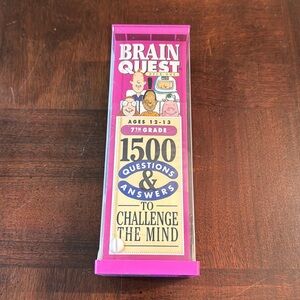 BRAIN
QUEST
AGES 12-13
7TH GRADE
1500
QUESTIONS
&
ANSWERS
TO
CHALLENGE
THE MIND